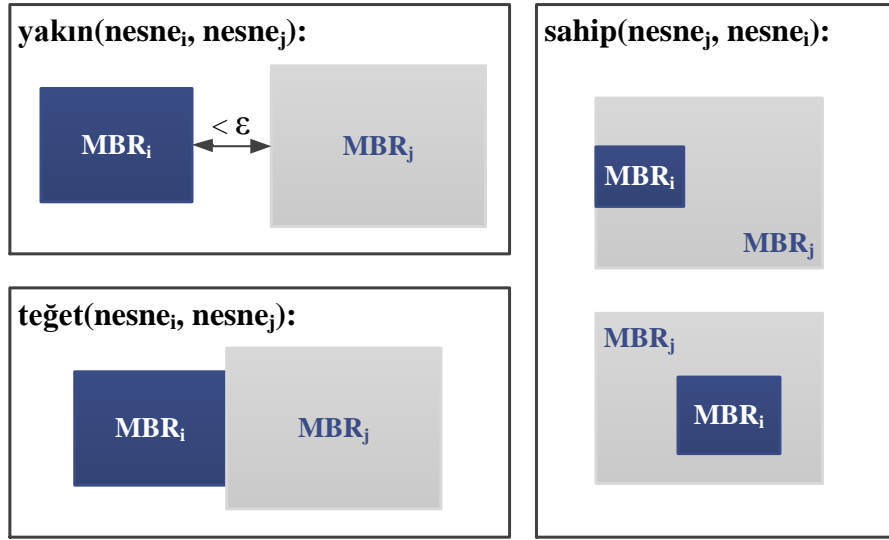 yakın(nesneᵢ, nesneⱼ):
MBRᵢ
< ε
MBRⱼ
teğet(nesneᵢ, nesneⱼ):
MBRᵢ
MBRⱼ
sahip(nesneⱼ, nesneᵢ):
MBRᵢ
MBRⱼ
MBRⱼ
MBRᵢ